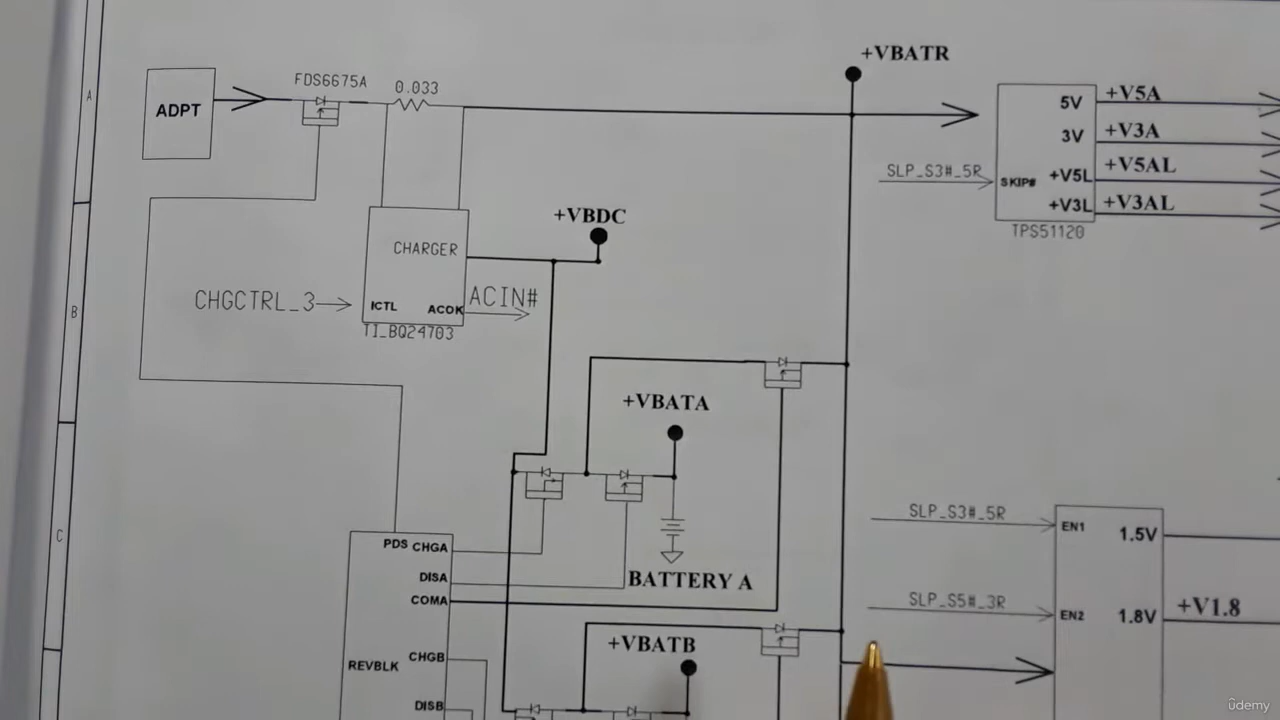 +VBATR
FDS6675A
0.033
A
ADPT
5V
+V5A
3V
+V3A
SLP_S3#_5R
SKIP#
+V5L
+V5AL
+V3L
+V3AL
TPS51120
+VBDC
CHARGER
CHGCTRL_3
ICTL
ACOK
ACIN#
TI_BQ24703
B
+VBATA
SLP_S3#_5R
EN1
1.5V
C
PDS
CHGA
DISA
BATTERY A
COMA
SLP_S5#_3R
EN2
1.8V
+V1.8
+VBATB
CHGB
REVBLK
DISB
ûdemy